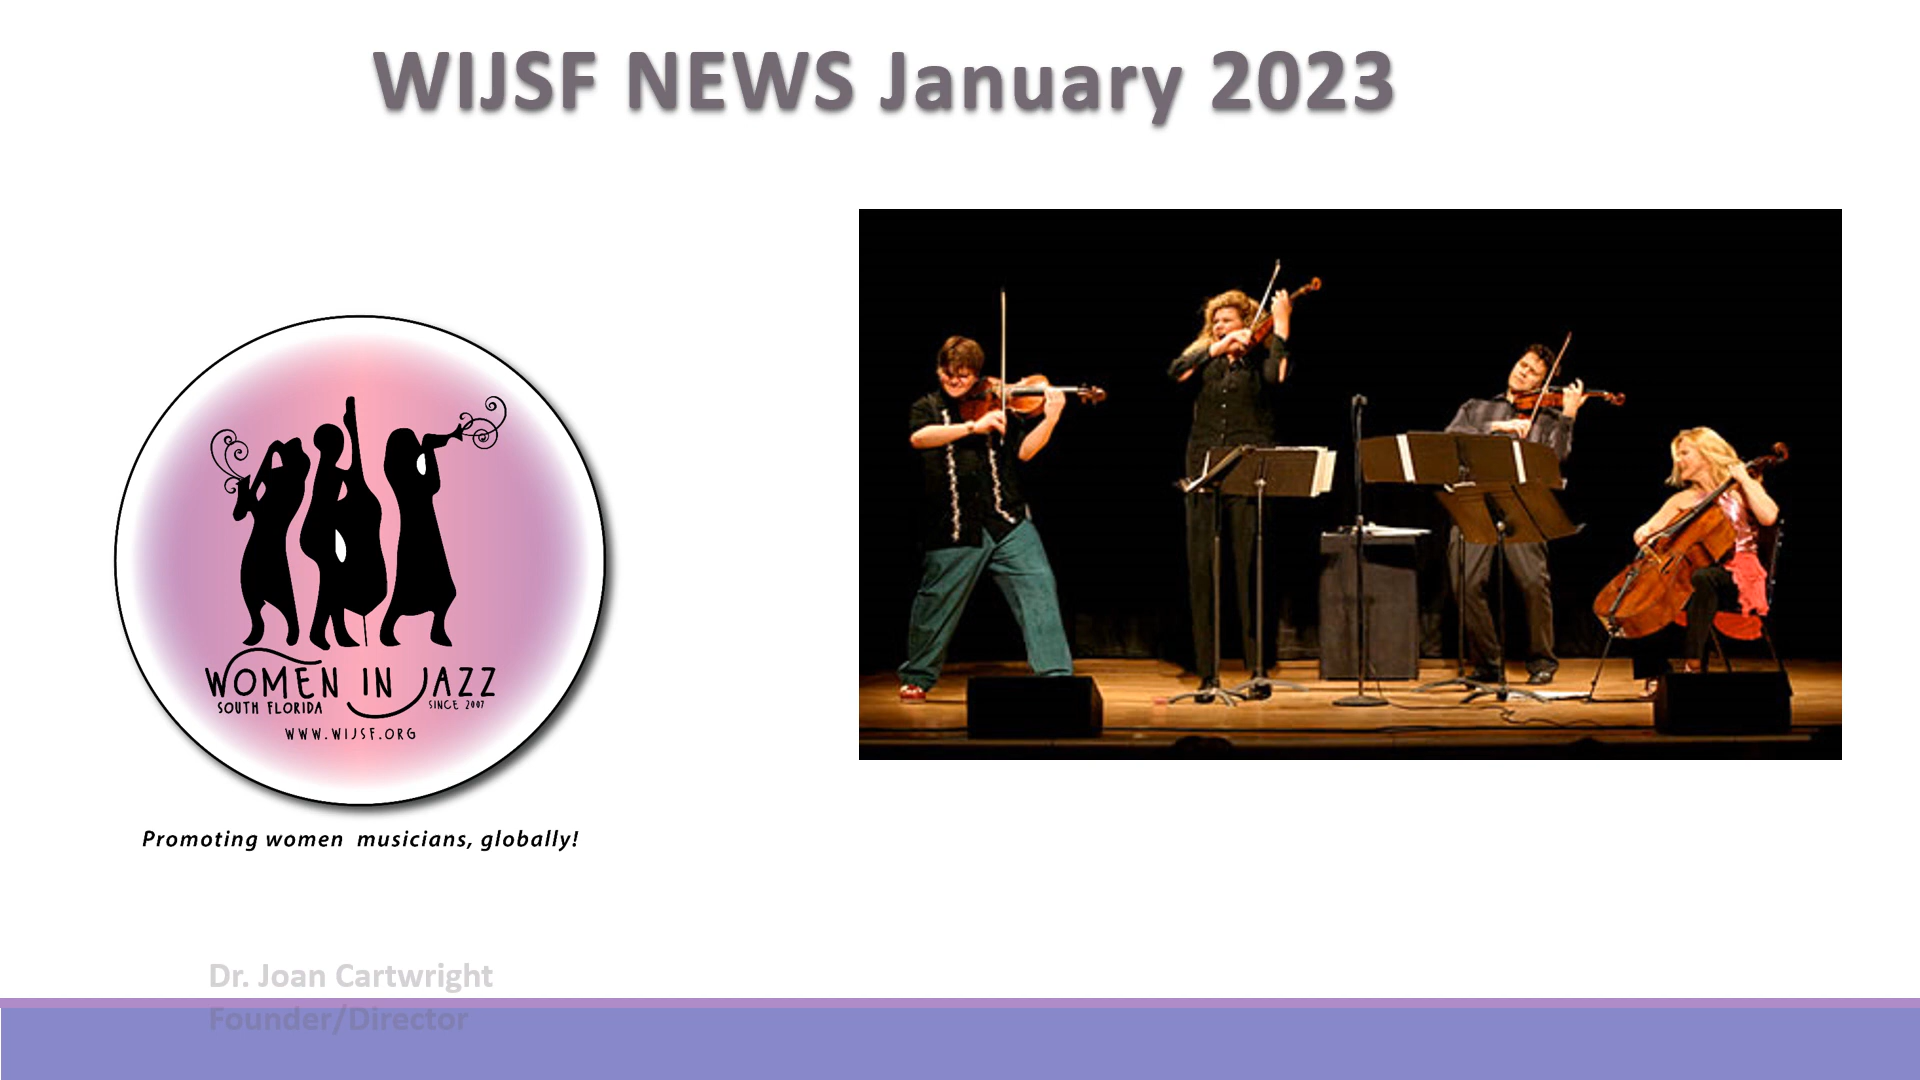 WIJSF NEWS January 2023
WOMEN IN JAZZ
SOUTH FLORIDA
SINCE 2007
WWW.WIJSF.ORG
Promoting women musicians, globally!
Dr. Joan Cartwright
Founder/Director